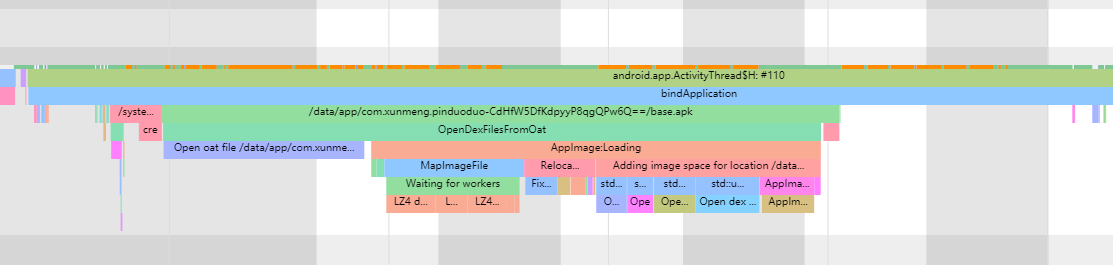 android.app.ActivityThread$H: #110
bindApplication
/syste... /data/app/com.xunmeng.pinduoduo-CdHfW5DfKdpyyP8qgQPw6Q==/base.apk
cre OpenDexFilesFromOat
Open oat file /data/app/com.xunme... AppImage:Loading
MapImageFile Reloca... Adding image space for location /data...
Waiting for workers Fix... std... s... std... std::u... AppIma...
LZ4 d... L... LZ4... O... Ope Ope... Open dex ... AppIm...